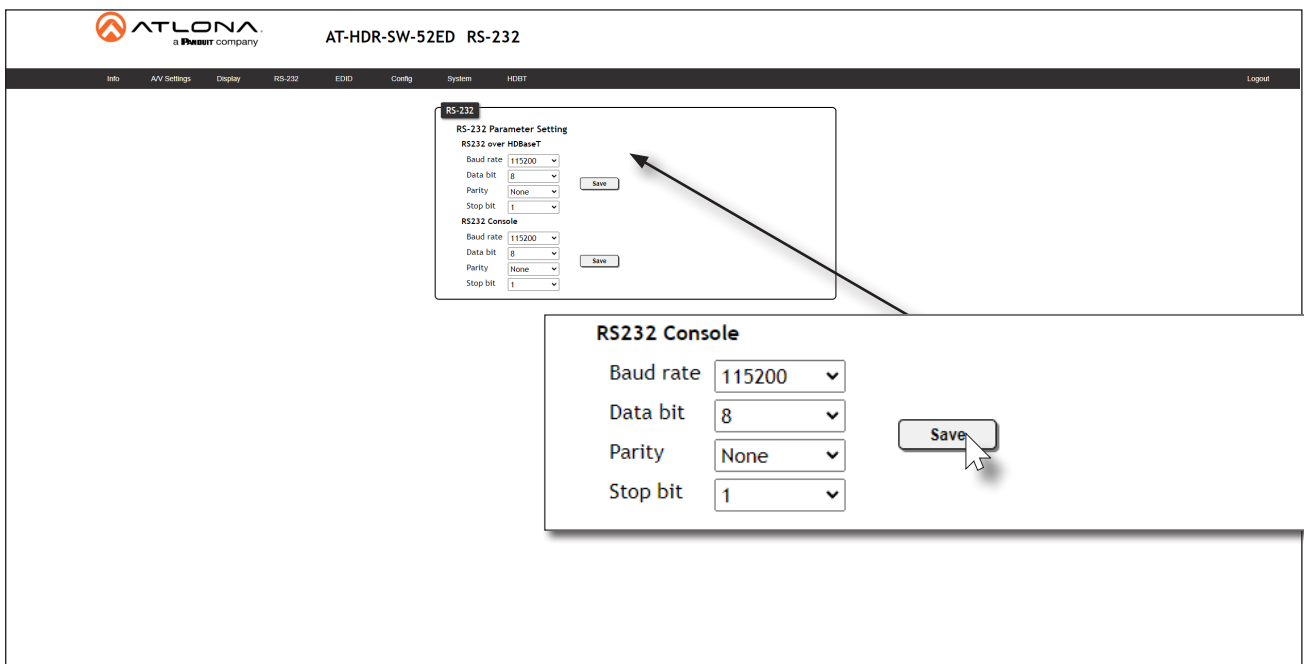 ATLONA.
a PANDUIT company
AT-HDR-SW-52ED RS-232
Info A/V Settings Display RS-232 EDID Config System HDBT Logout
RS-232
RS-232 Parameter Setting
RS232 over HDBaseT
Baud rate 115200
Data bit 8
Parity None
Stop bit 1
Save
RS232 Console
Baud rate 115200
Data bit 8
Parity None
Stop bit 1
Save
RS232 Console
Baud rate 115200
Data bit 8
Parity None
Stop bit 1
Save